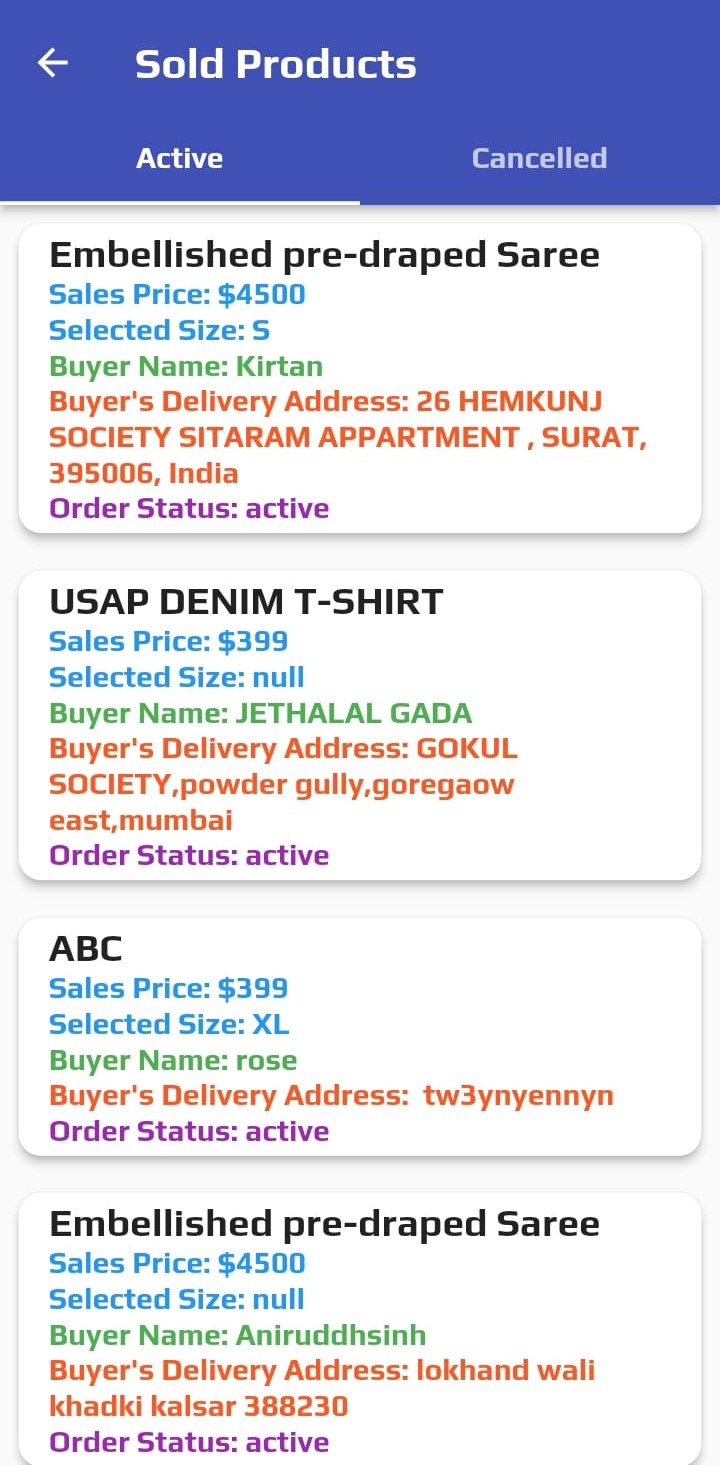 Sold Products
Active
Cancelled
Embellished pre-draped Saree
Sales Price: $4500
Selected Size: S
Buyer Name: Kirtan
Buyer's Delivery Address: 26 HEMKUNJ
SOCIETY SITARAM APPARTMENT , SURAT,
395006, India
Order Status: active
USAP DENIM T-SHIRT
Sales Price: $399
Selected Size: null
Buyer Name: JETHALAL GADA
Buyer's Delivery Address: GOKUL
SOCIETY,powder gully,goregaow
east,mumbai
Order Status: active
ABC
Sales Price: $399
Selected Size: XL
Buyer Name: rose
Buyer's Delivery Address:  tw3ynyennyn
Order Status: active
Embellished pre-draped Saree
Sales Price: $4500
Selected Size: null
Buyer Name: Aniruddhsinh
Buyer's Delivery Address: lokhand wali
khadki kalsar 388230
Order Status: active